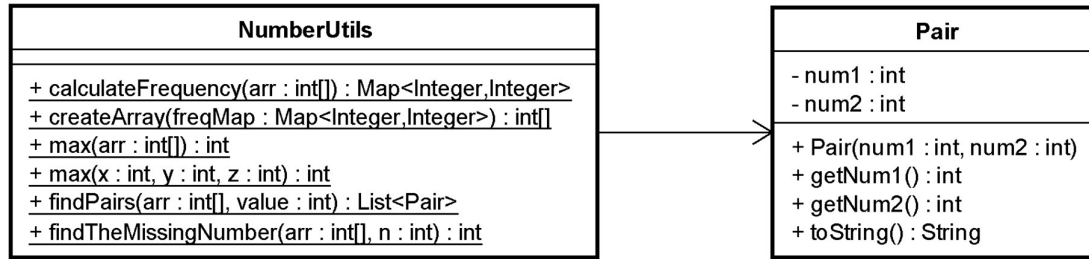 NumberUtils
+ calculateFrequency(arr : int[]) : Map<Integer,Integer>
+ createArray(freqMap : Map<Integer,Integer>) : int[]
+ max(arr : int[]) : int
+ max(x : int, y : int, z : int) : int
+ findPairs(arr : int[], value : int) : List<Pair>
+ findTheMissingNumber(arr : int[], n : int) : int
Pair
- num1 : int
- num2 : int
+ Pair(num1 : int, num2 : int)
+ getNum1() : int
+ getNum2() : int
+ toString() : String